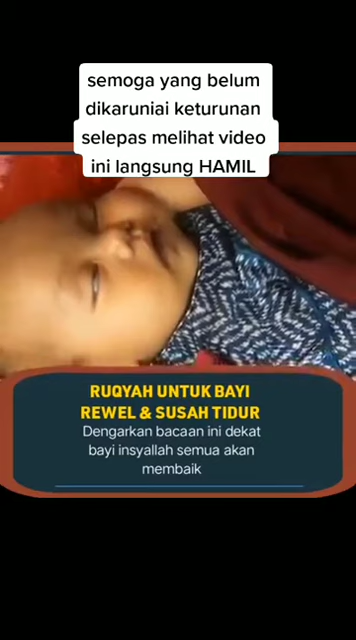 semoga yang belum
dikaruniai keturunan
selepas melihat video
ini langsung HAMIL
RUQYAH UNTUK BAYI
REWEL & SUSAH TIDUR
Dengarkan bacaan ini dekat
bayi insyallah semua akan
membaik